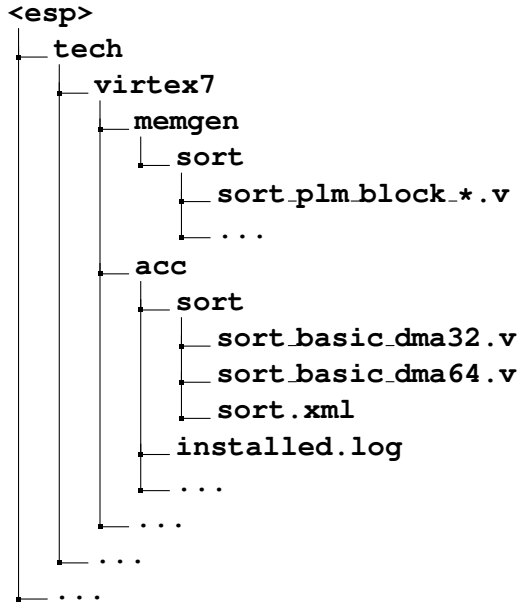 <esp>
tech
virtex7
memgen
sort
sort_plm_block_*.v
...
acc
sort
sort_basic_dma32.v
sort_basic_dma64.v
sort.xml
installed.log
...
...
...
...